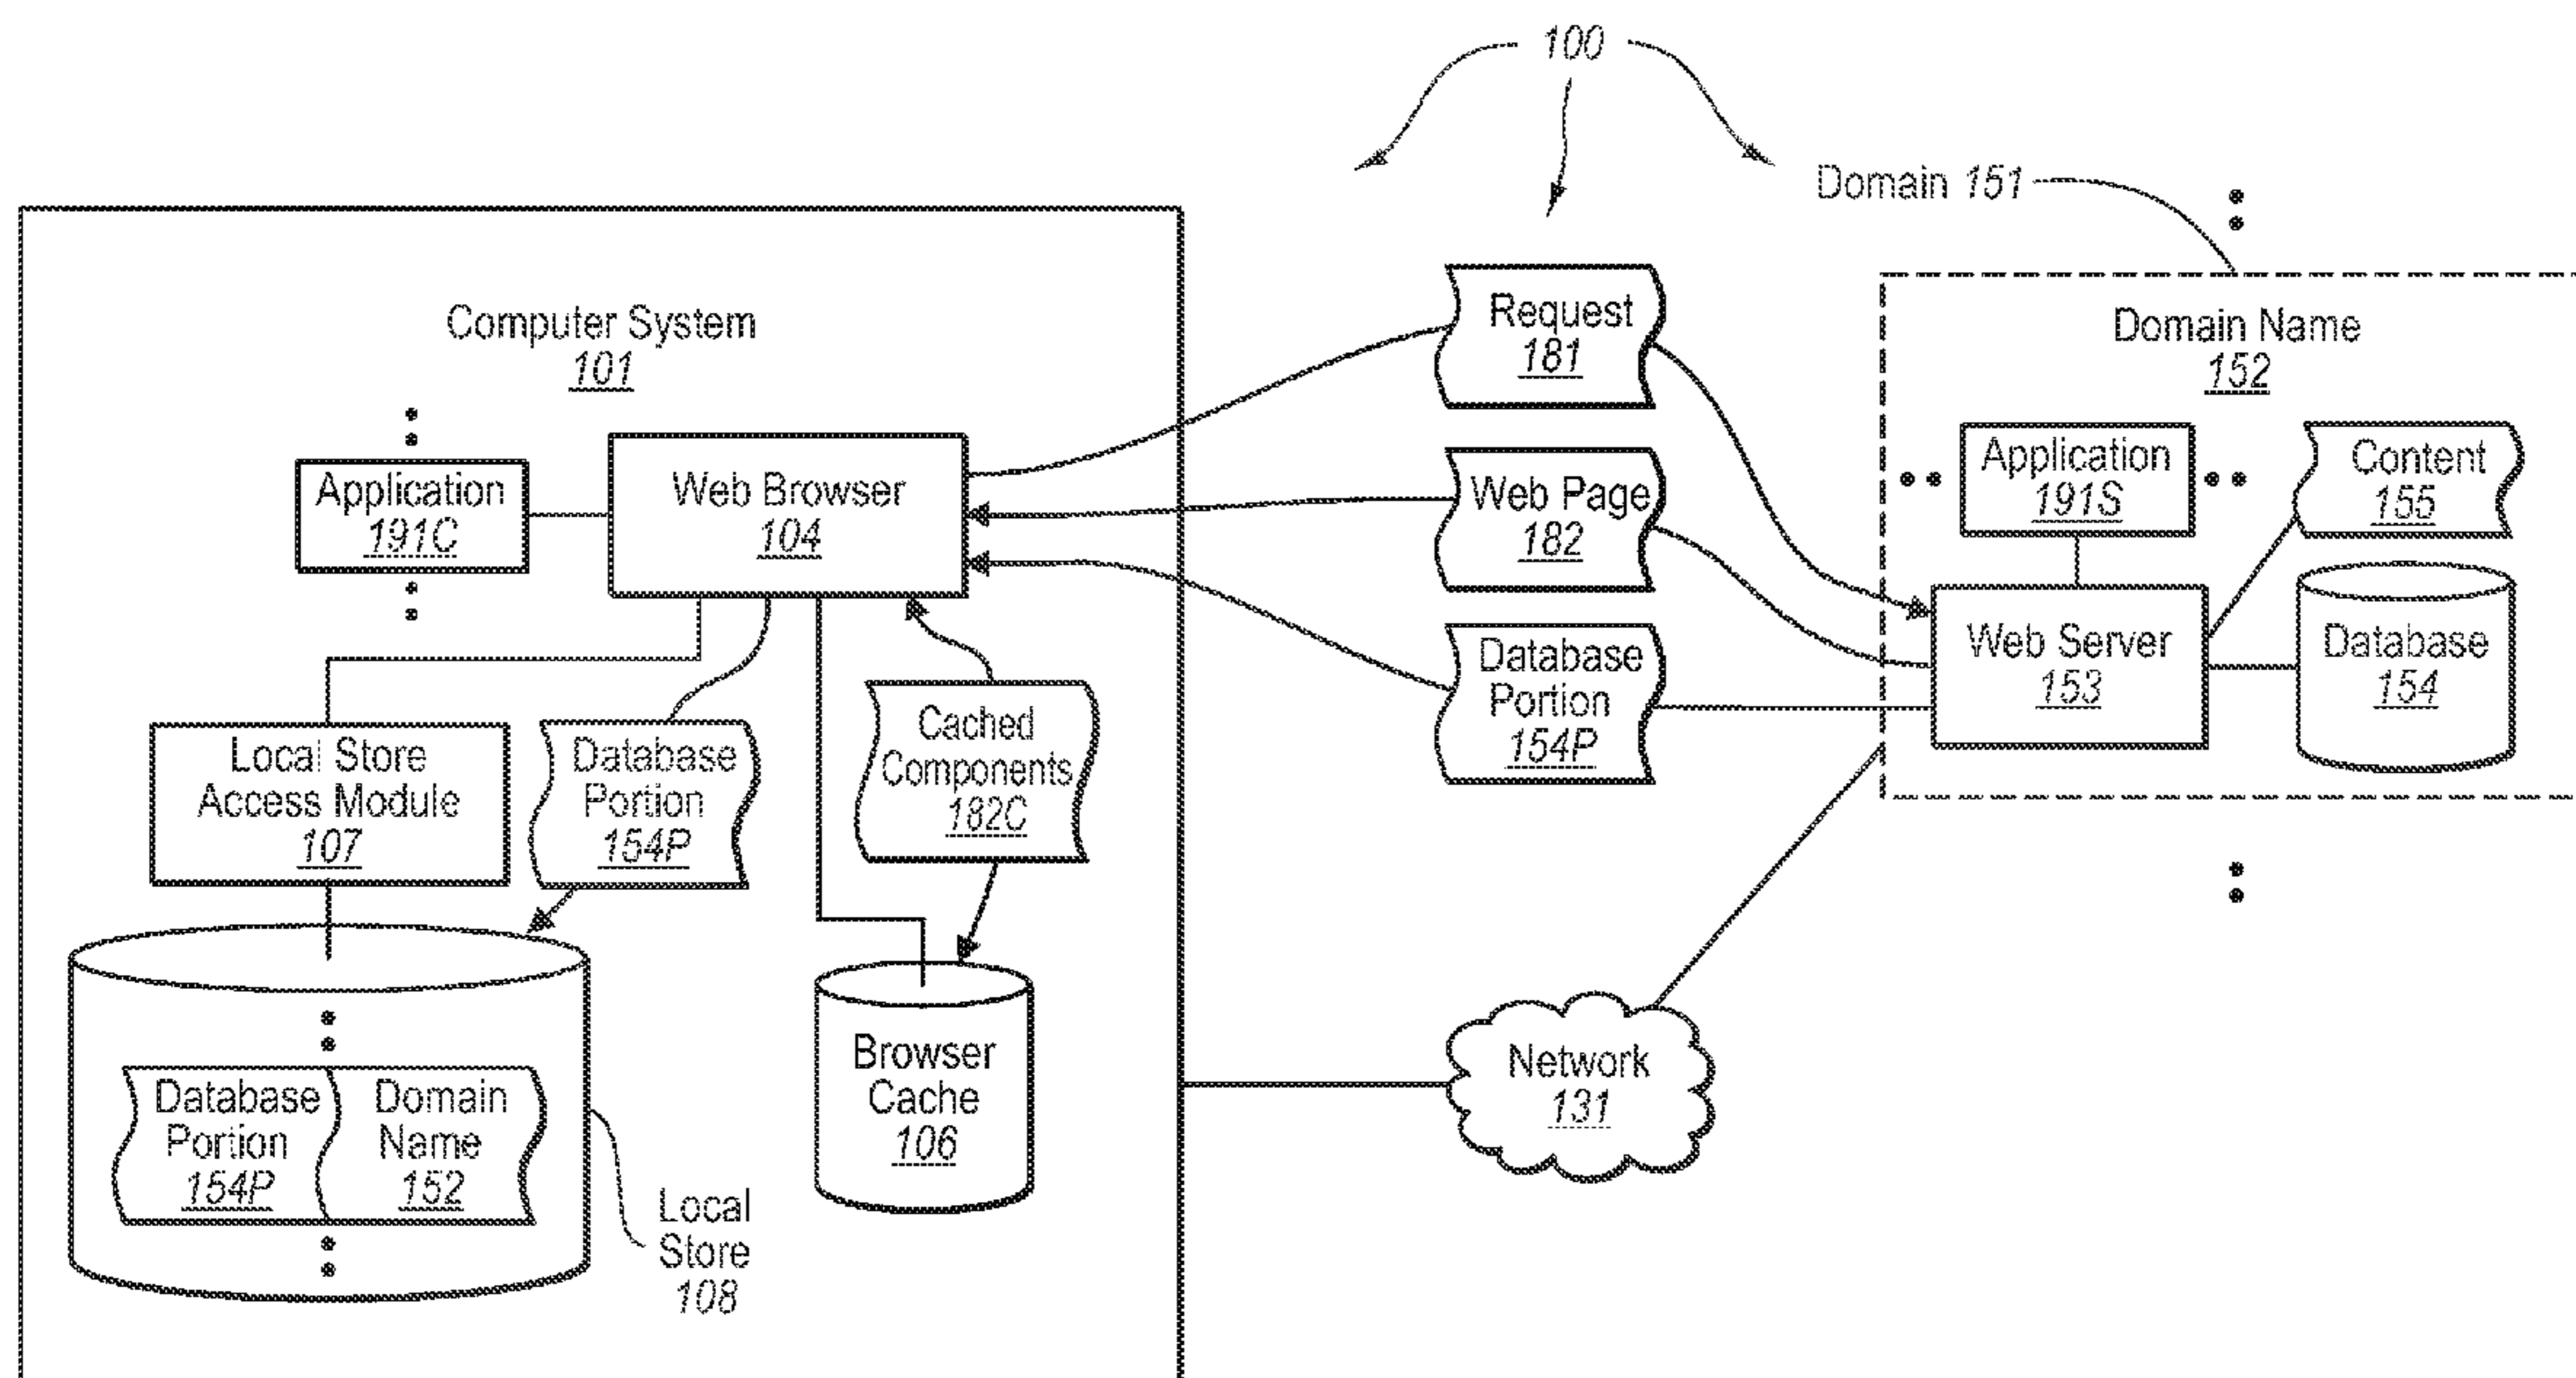 100
Domain 151
Computer System
101
Request
181
Domain Name
152
Application
191C
Web Browser
104
Web Page
182
Application
191S
Content
155
Local Store
Access Module
107
Database
Portion
154P
Cached
Components
182C
Database
Portion
154P
Web Server
153
Database
154
Database
Portion
154P
Domain
Name
152
Local
Store
108
Browser
Cache
106
Network
131